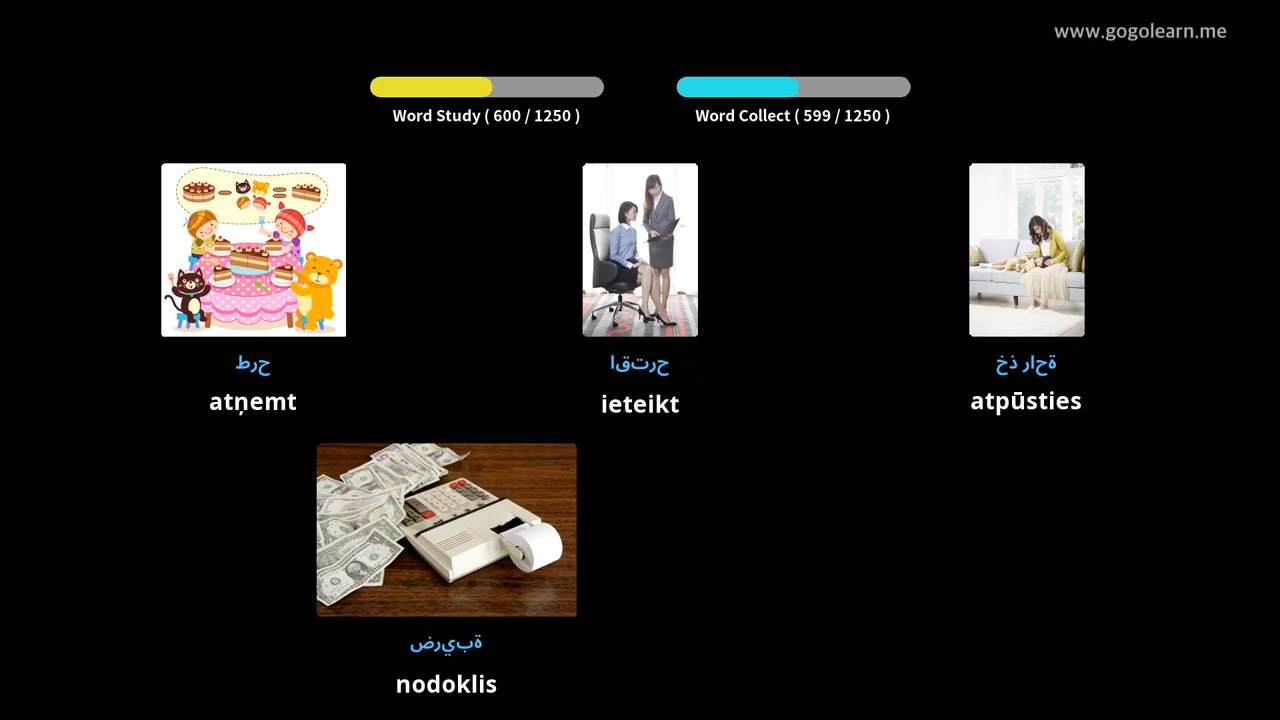 www.gogolearn.me
Word Study ( 600 / 1250 )
Word Collect ( 599 / 1250 )
حرط
حرتقا
ةحار ذخ
atņemt
ieteikt
atpūsties
ةبيرض
nodoklis